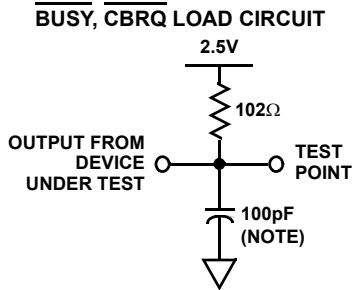 BUSY, CBRQ LOAD CIRCUIT
2.5V
102Ω
OUTPUT FROM
DEVICE
UNDER TEST
TEST
POINT
100pF
(NOTE)